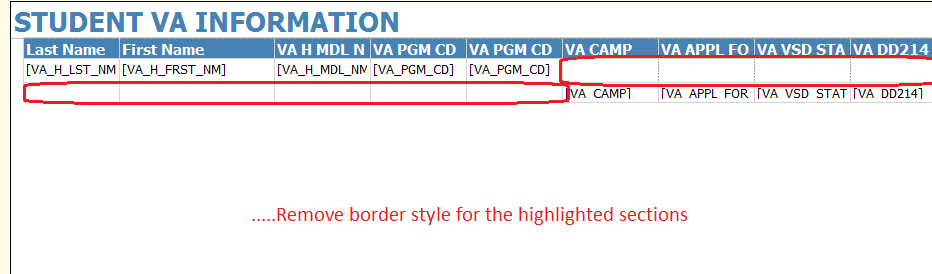 STUDENT VA INFORMATION
Last Name First Name VA H MDL N VA PGM CD VA PGM CD VA CAMP VA APPL FO VA VSD STA VA DD214
[VA_H_LST_NM [VA_H_FRST_NM] [VA_H_MDL_NM [VA_PGM_CD] [VA_PGM_CD]
[VA_CAMP] [VA_APPL_FOR [VA_VSD_STAT [VA_DD214]
.....Remove border style for the highlighted sections